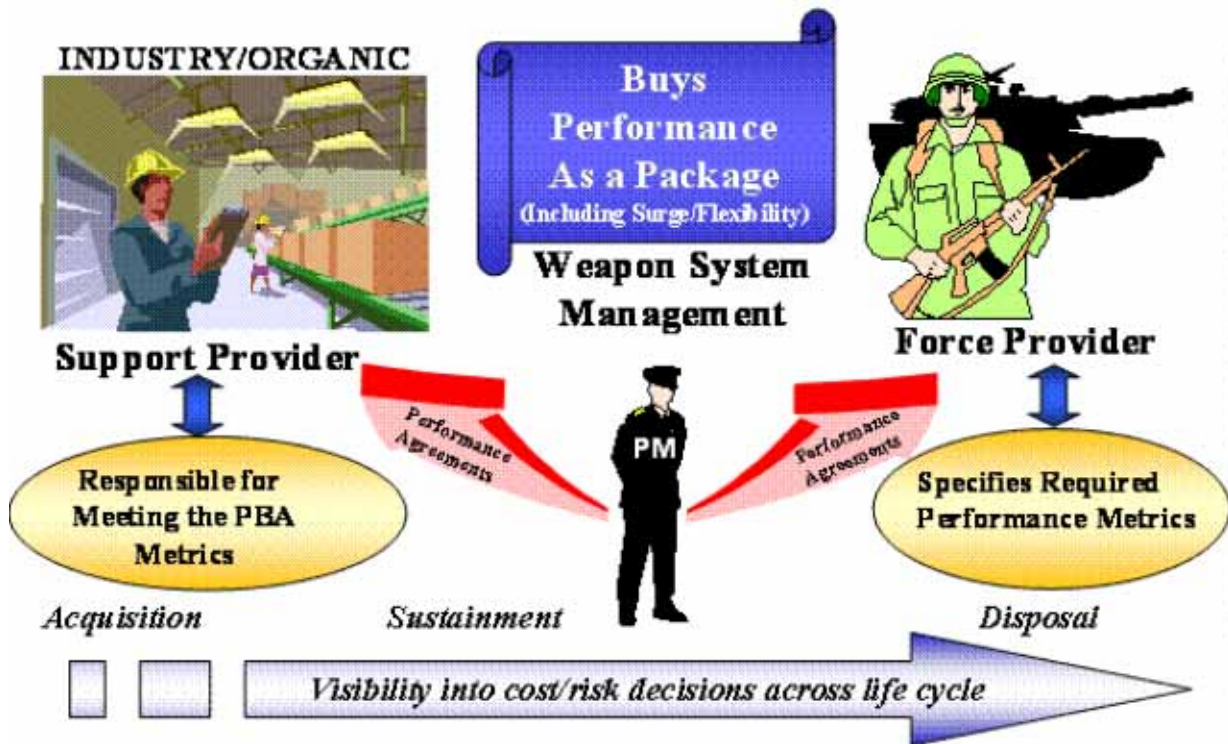 INDUSTRY/ORGANIC
Buys
Performance
As a Package
(Including Surge/Flexibility)
Weapon System
Management
Support Provider
Force Provider
Performance
Agreements
PM
Performance
Agreements
Responsible for
Meeting the PBA
Metrics
Specifies Required
Performance Metrics
Acquisition
Sustainment
Disposal
Visibility into cost/risk decisions across life cycle